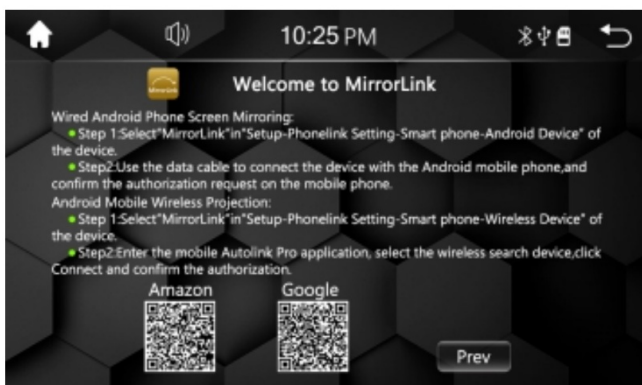 10:25 PM
MirrorLink
Welcome to MirrorLink
Wired Android Phone Screen Mirroring:
Step 1:Select"MirrorLink"in"Setup-Phonelink Setting-Smart phone-Android Device" of
the device.
Step2:Use the data cable to connect the device with the Android mobile phone,and
confirm the authorization request on the mobile phone.
Android Mobile Wireless Projection:
Step 1:Select"MirrorLink"in"Setup-Phonelink Setting-Smart phone-Wireless Device" of
the device.
Step2:Enter the mobile Autolink Pro application, select the wireless search device,click
Connect and confirm the authorization.
Amazon Google
Prev